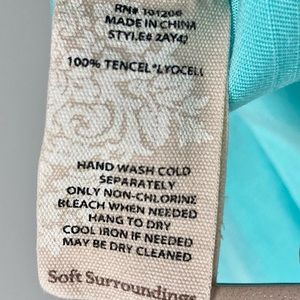 RN# 101206
MADE IN CHINA
STYLE# 2AY42
100% TENCEL*LYOCELL
HAND WASH COLD
SEPARATELY
ONLY NON-CHLORINE
BLEACH WHEN NEEDED
HANG TO DRY
COOL IRON IF NEEDED
MAY BE DRY CLEANED
Soft Surroundings